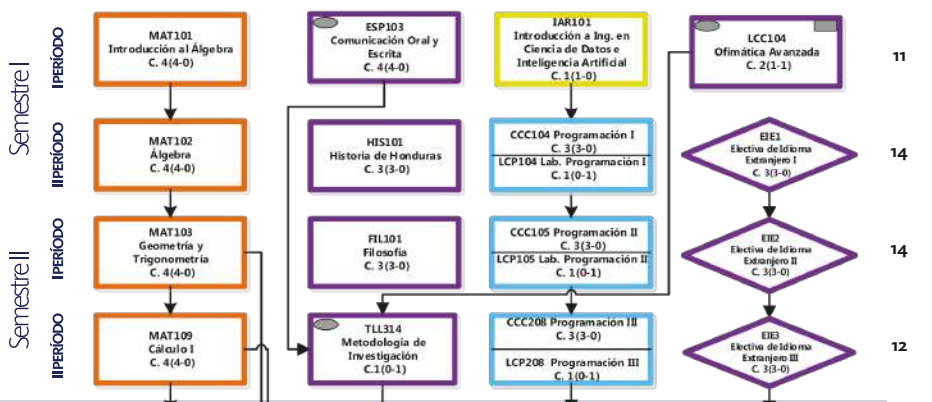 Semestre I
I PERÍODO
MAT101
Introducción al Álgebra
C. 4(4-0)
ESP103
Comunicación Oral y
Escrita
C. 4(4-0)
IAR101
Introducción a Ing. en
Ciencia de Datos e
Inteligencia Artificial
C. 1(1-0)
LCC104
Ofimática Avanzada
C. 2(1-1)
11
II PERÍODO
MAT102
Álgebra
C. 4(4-0)
HIS101
Historia de Honduras
C. 3(3-0)
CCC104 Programación I
C. 3(3-0)
LCP104 Lab. Programación I
C. 1(0-1)
EIE1
Electiva de Idioma
Extranjero I
C. 3(3-0)
14
Semestre II
I PERÍODO
MAT103
Geometría y
Trigonometría
C. 4(4-0)
FIL101
Filosofía
C. 3(3-0)
CCC105 Programación II
C. 3(3-0)
LCP105 Lab. Programación II
C. 1(0-1)
EIE2
Electiva de Idioma
Extranjero II
C. 3(3-0)
14
II PERÍODO
MAT109
Cálculo I
C. 4(4-0)
TLL314
Metodología de
Investigación
C.1(0-1)
CCC208 Programación III
C. 3(3-0)
LCP208 Programación III
C. 1(0-1)
EIE3
Electiva de Idioma
Extranjero III
C. 3(3-0)
12